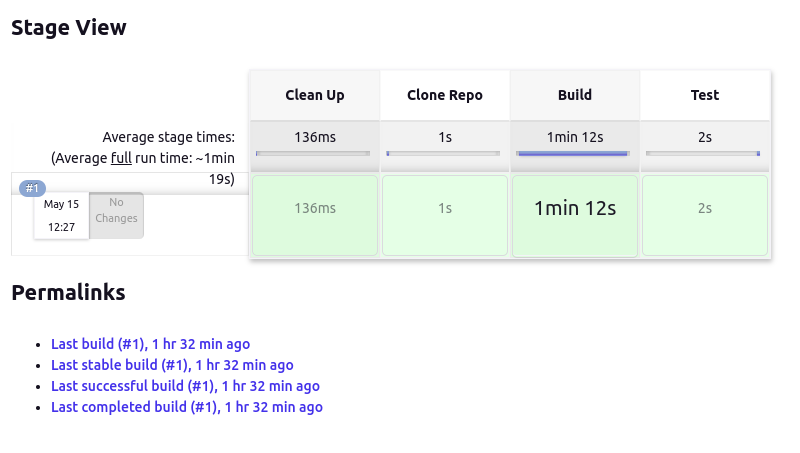 Stage View
Clean Up Clone Repo Build Test
Average stage times: 136ms 1s 1min 12s 2s
(Average full run time: ~1min
19s)
#1
May 15 No
Changes
12:27
136ms 1s 1min 12s 2s
Permalinks
Last build (#1), 1 hr 32 min ago
Last stable build (#1), 1 hr 32 min ago
Last successful build (#1), 1 hr 32 min ago
Last completed build (#1), 1 hr 32 min ago